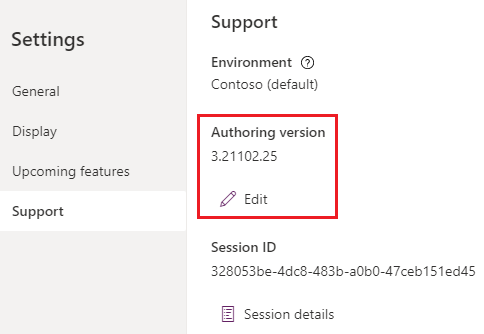 Settings
General
Display
Upcoming features
Support
Support
Environment
Contoso (default)
Authoring version
3.21102.25
Edit
Session ID
328053be-4dc8-483b-a0b0-47ceb151ed45
Session details